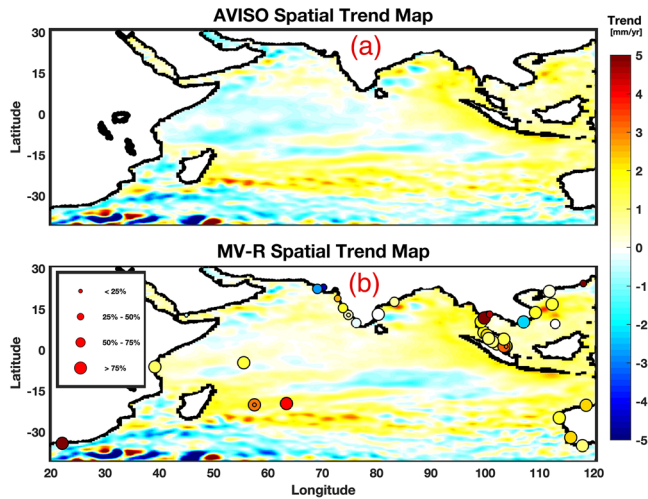 AVISO Spatial Trend Map
Trend
[mm/yr]
(a)
30
15
0
-15
-30
Latitude
5
4
3
2
1
0
-1
-2
-3
-4
-5
MV-R Spatial Trend Map
(b)
< 25%
25% - 50%
50% - 75%
> 75%
30
15
0
-15
-30
Latitude
20 30 40 50 60 70 80 90 100 110 120
Longitude